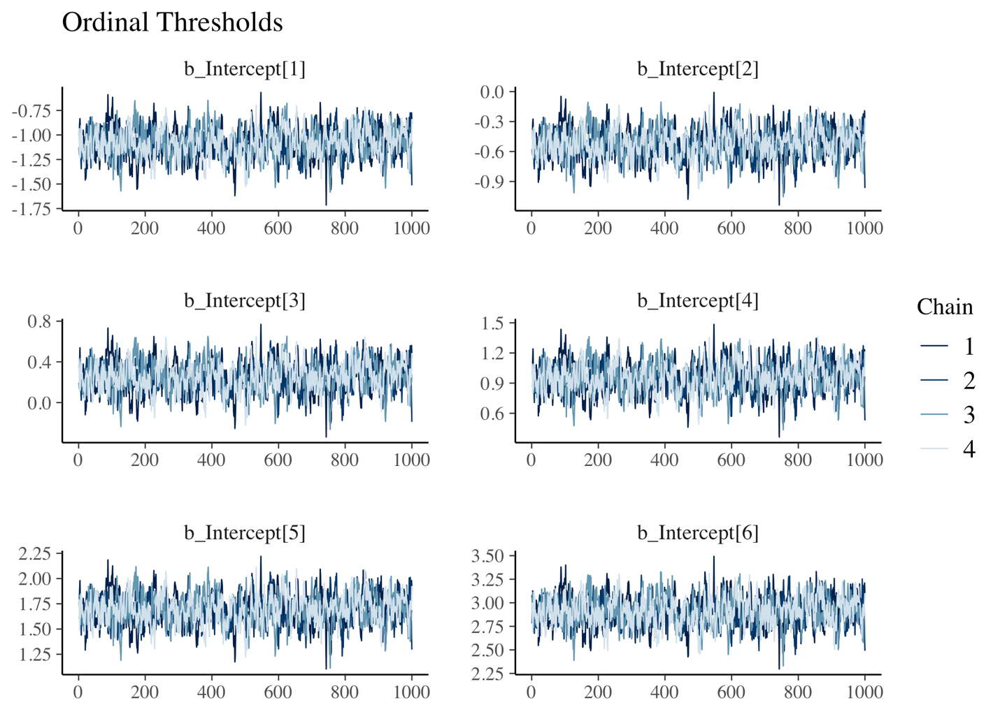 Ordinal Thresholds
b_Intercept[1]
-0.75
-1.00
-1.25
-1.50
-1.75
0 200 400 600 800 1000
b_Intercept[2]
0.0
-0.3
-0.6
-0.9
0 200 400 600 800 1000
b_Intercept[3]
0.8
0.4
0.0
0 200 400 600 800 1000
b_Intercept[4]
1.5
1.2
0.9
0.6
0 200 400 600 800 1000
b_Intercept[5]
2.25
2.00
1.75
1.50
1.25
0 200 400 600 800 1000
b_Intercept[6]
3.50
3.25
3.00
2.75
2.50
2.25
0 200 400 600 800 1000
Chain
1
2
3
4